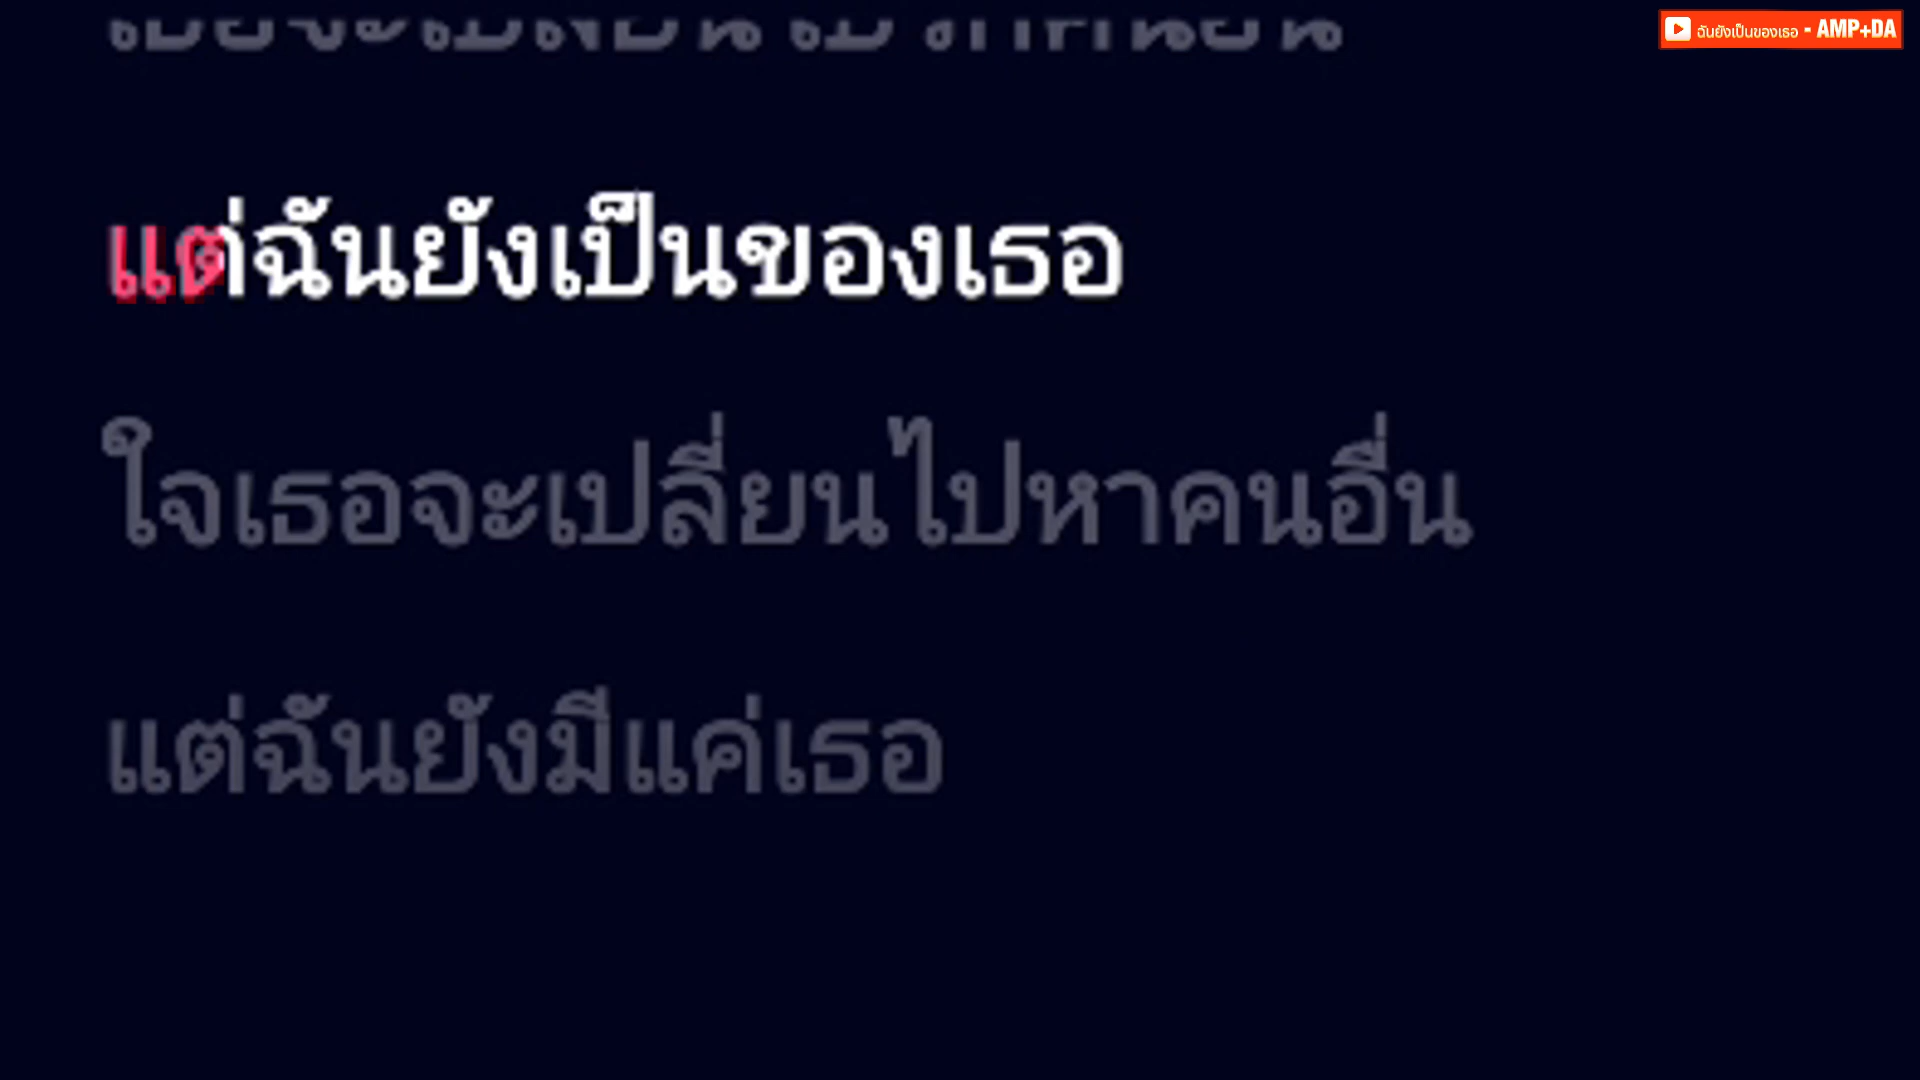 ฉันยังเป็นของเธอ - AMP+DA
แต่ฉันยังเป็นของเธอ
ใจเธอจะเปลี่ยนไปหาคนอื่น
แต่ฉันยังมีแค่เธอ